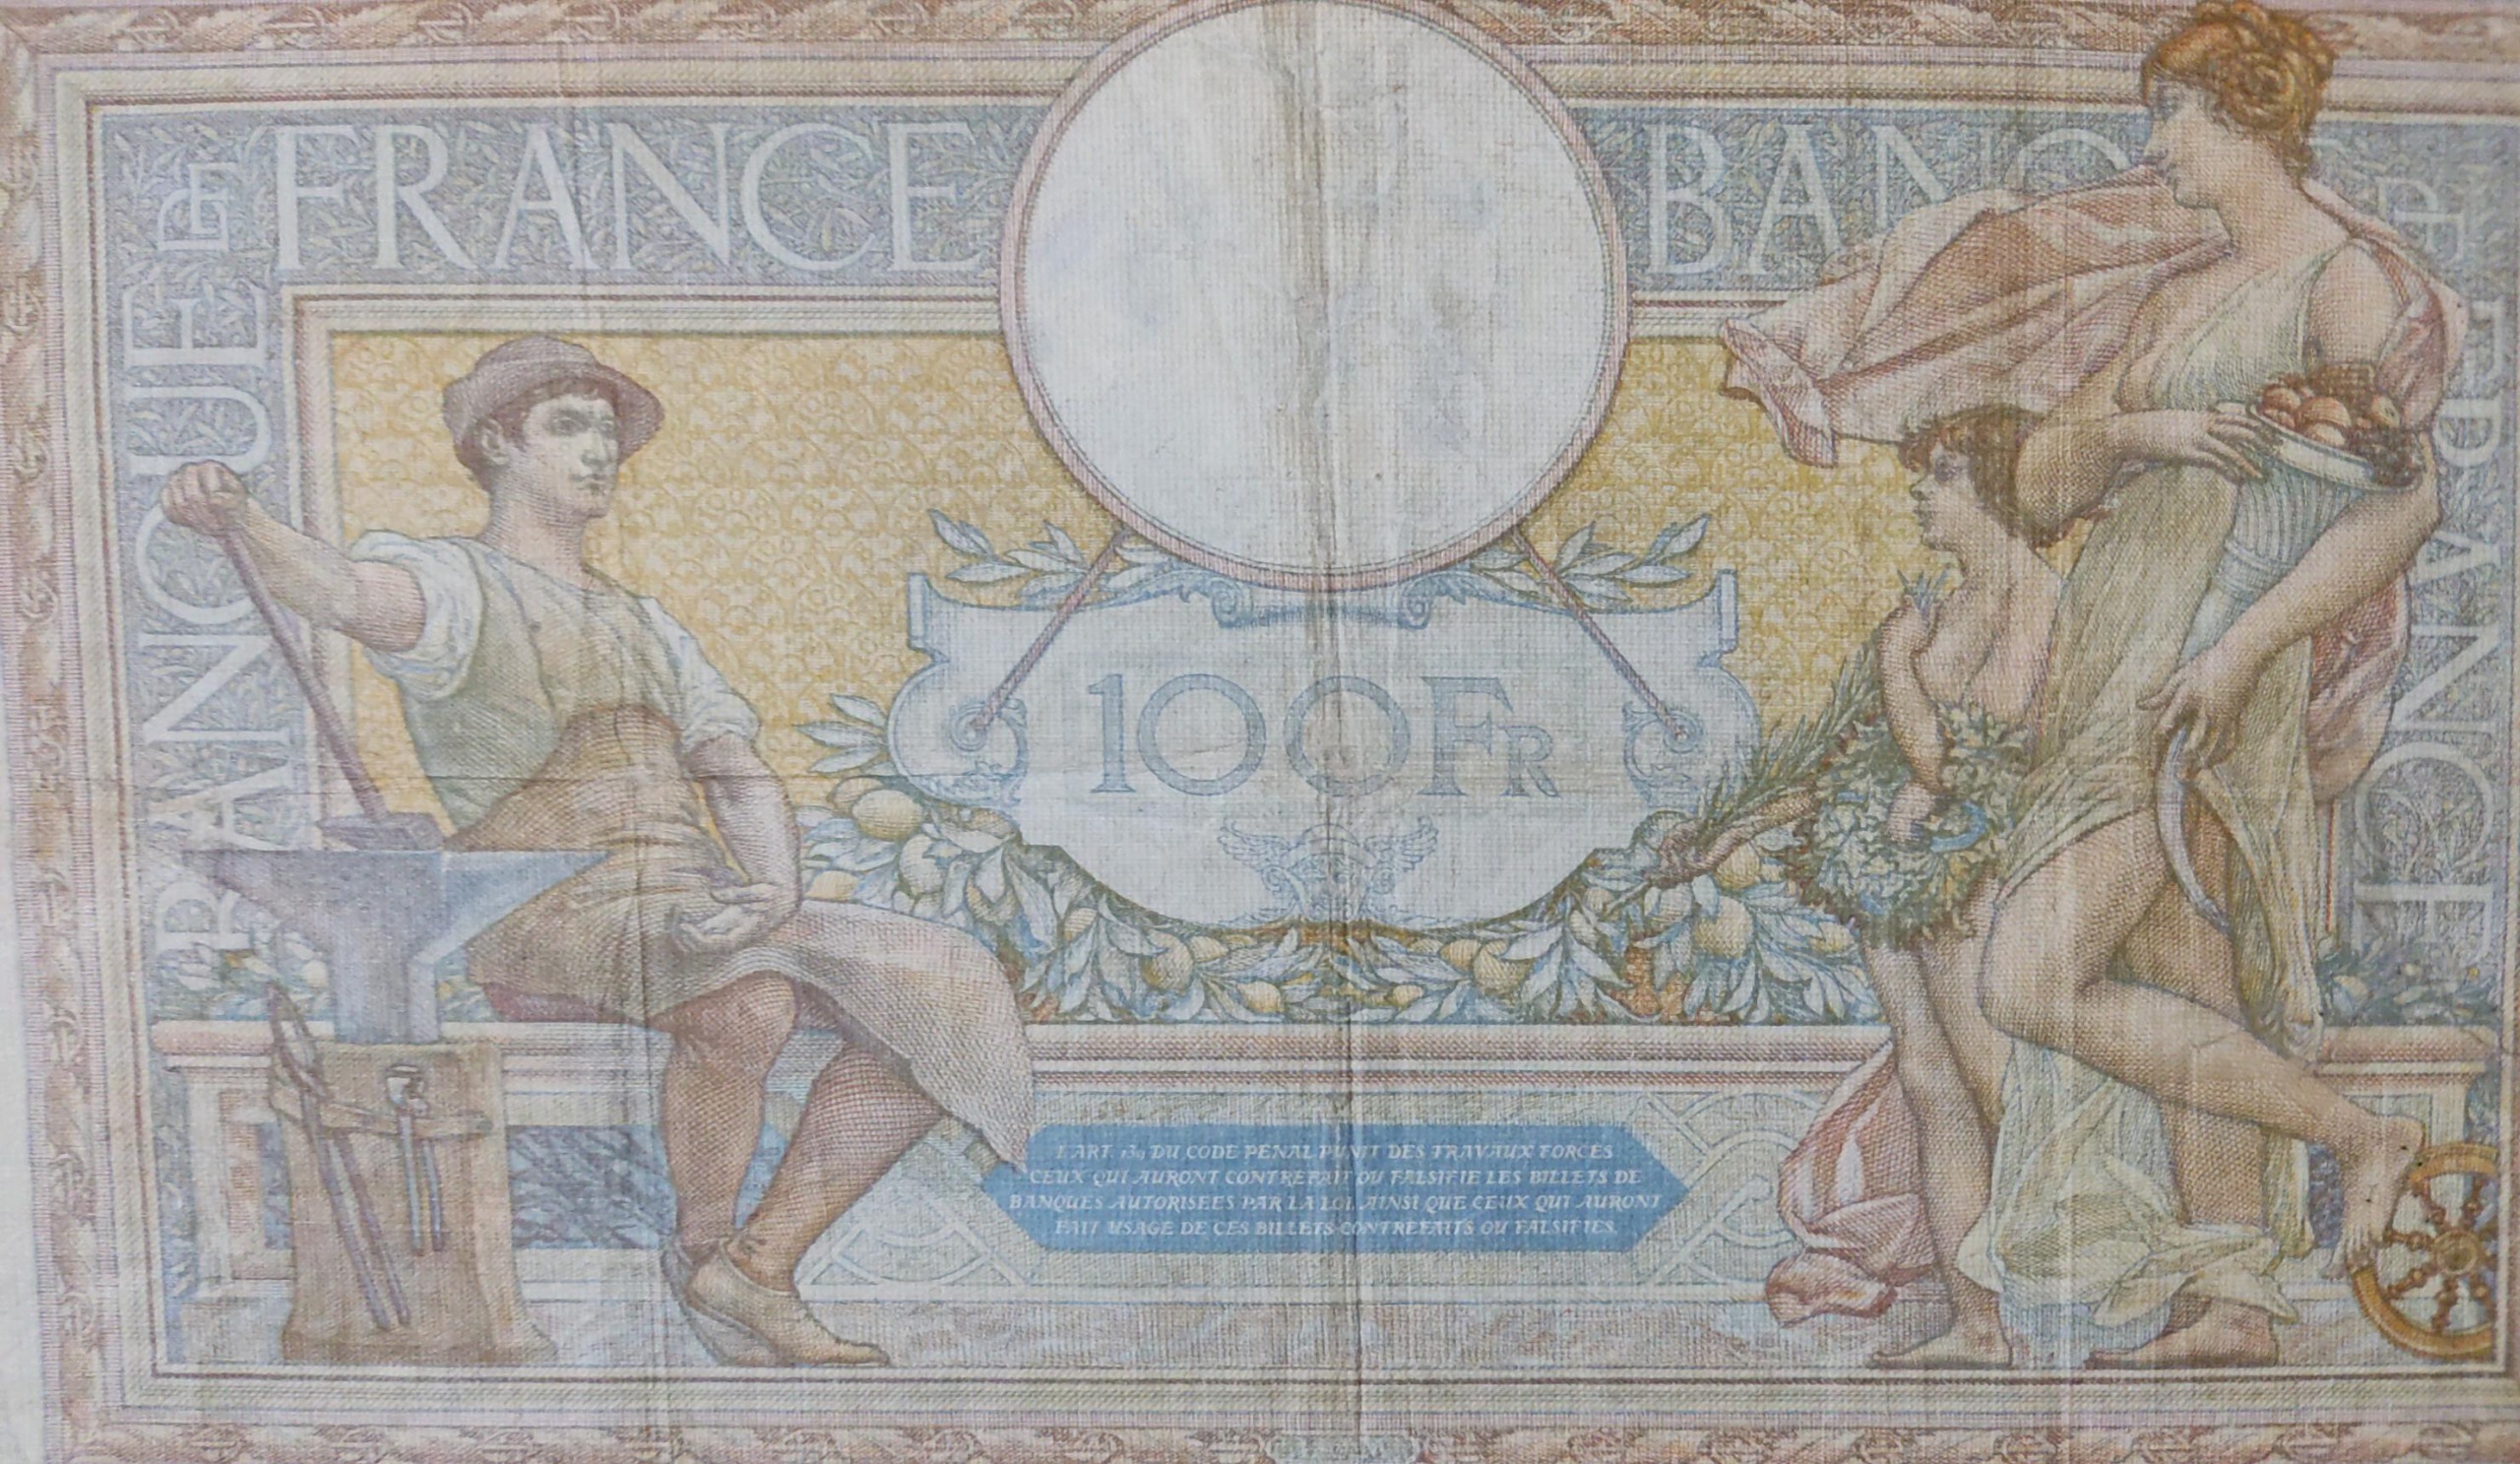 BANQUE DE FRANCE
BANQ DE FRANCE
100 FR
L'ART. 139 DU CODE PENAL PUNIT DES TRAVAUX FORCES
CEUX QUI AURONT CONTREFAIT OU FALSIFIE LES BILLETS DE
BANQUES AUTORISEES PAR LA LOI, AINSI QUE CEUX QUI AURONT
FAIT USAGE DE CES BILLETS CONTREFAITS OU FALSIFIES.